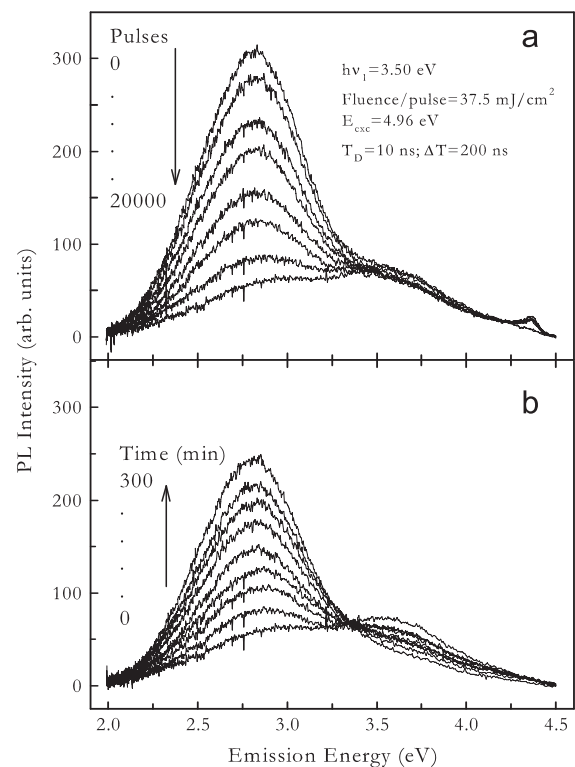 a
Pulses
0
.
.
.
.
20000
hν₁=3.50 eV
Fluence/pulse=37.5 mJ/cm²
E_exc=4.96 eV
T_D=10 ns; ΔT=200 ns
300
200
100
0
b
Time (min)
300
.
.
.
.
0
300
200
100
0
PL Intensity (arb. units)
2.0 2.5 3.0 3.5 4.0 4.5
Emission Energy (eV)